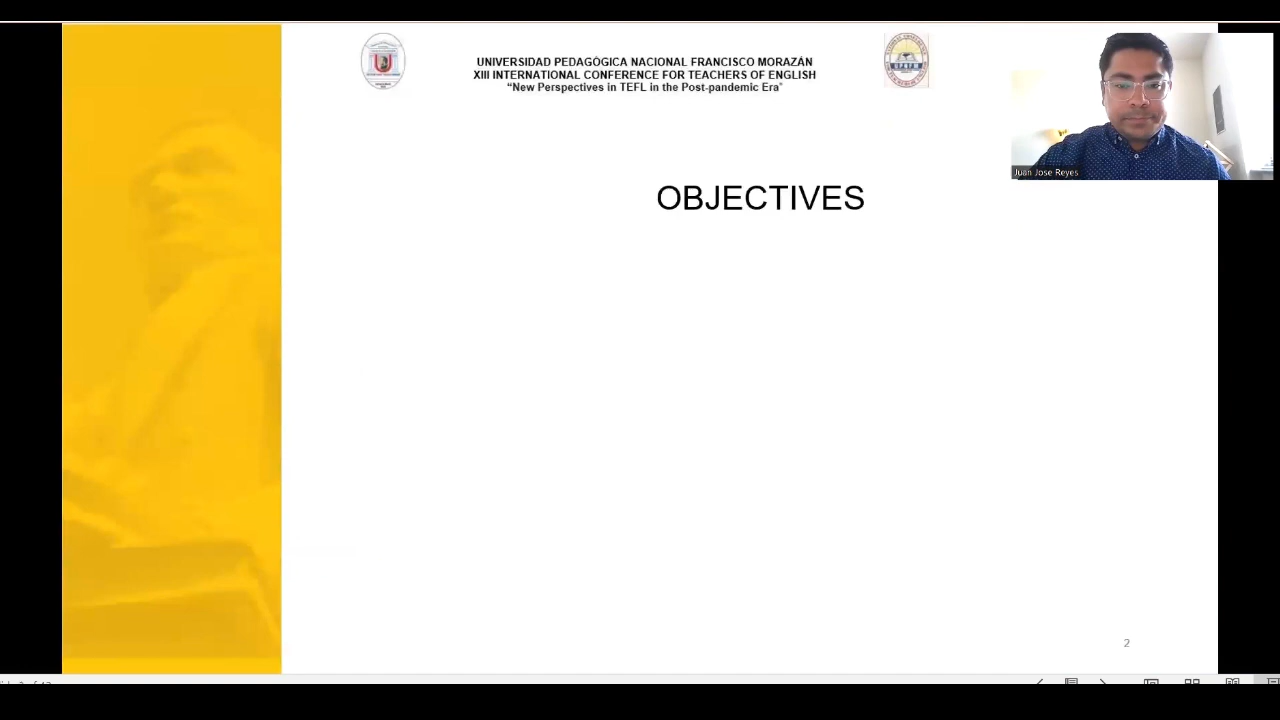 UNIVERSIDAD PEDAGÓGICA NACIONAL FRANCISCO MORAZÁN
XIII INTERNATIONAL CONFERENCE FOR TEACHERS OF ENGLISH
“New Perspectives in TEFL in the Post-pandemic Era”
Juan Jose Reyes
OBJECTIVES
2